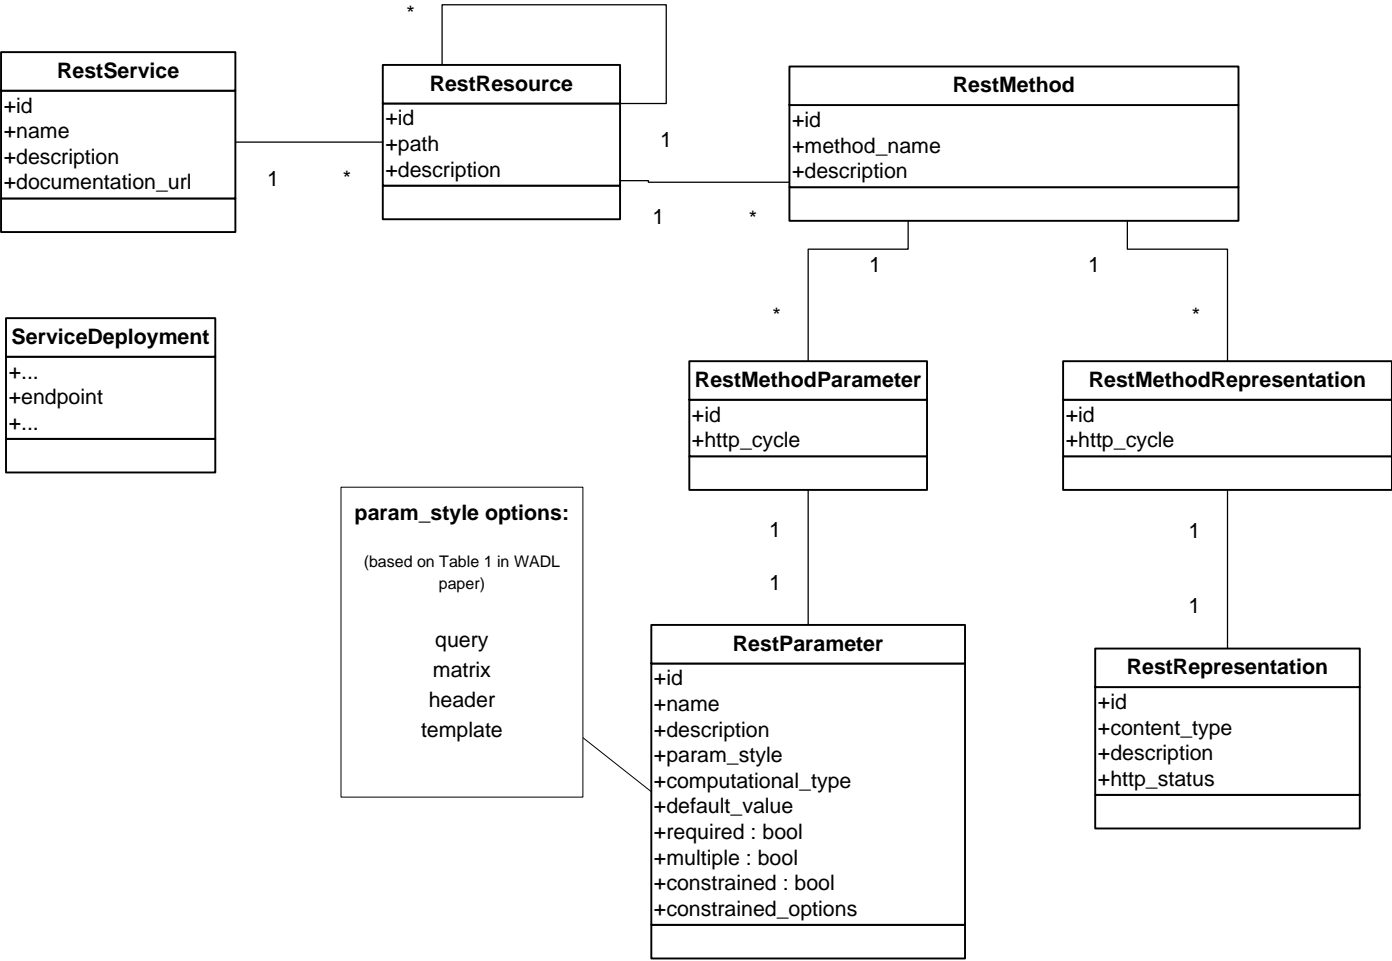 *
RestService
+id
+name
+description
+documentation_url
1
*
RestResource
+id
+path
+description
1
1
*
RestMethod
+id
+method_name
+description
1
*
1
*
ServiceDeployment
+...
+endpoint
+...
RestMethodParameter
+id
+http_cycle
1
1
RestMethodRepresentation
+id
+http_cycle
1
1
param_style options:
(based on Table 1 in WADL
paper)
query
matrix
header
template
RestParameter
+id
+name
+description
+param_style
+computational_type
+default_value
+required : bool
+multiple : bool
+constrained : bool
+constrained_options
RestRepresentation
+id
+content_type
+description
+http_status